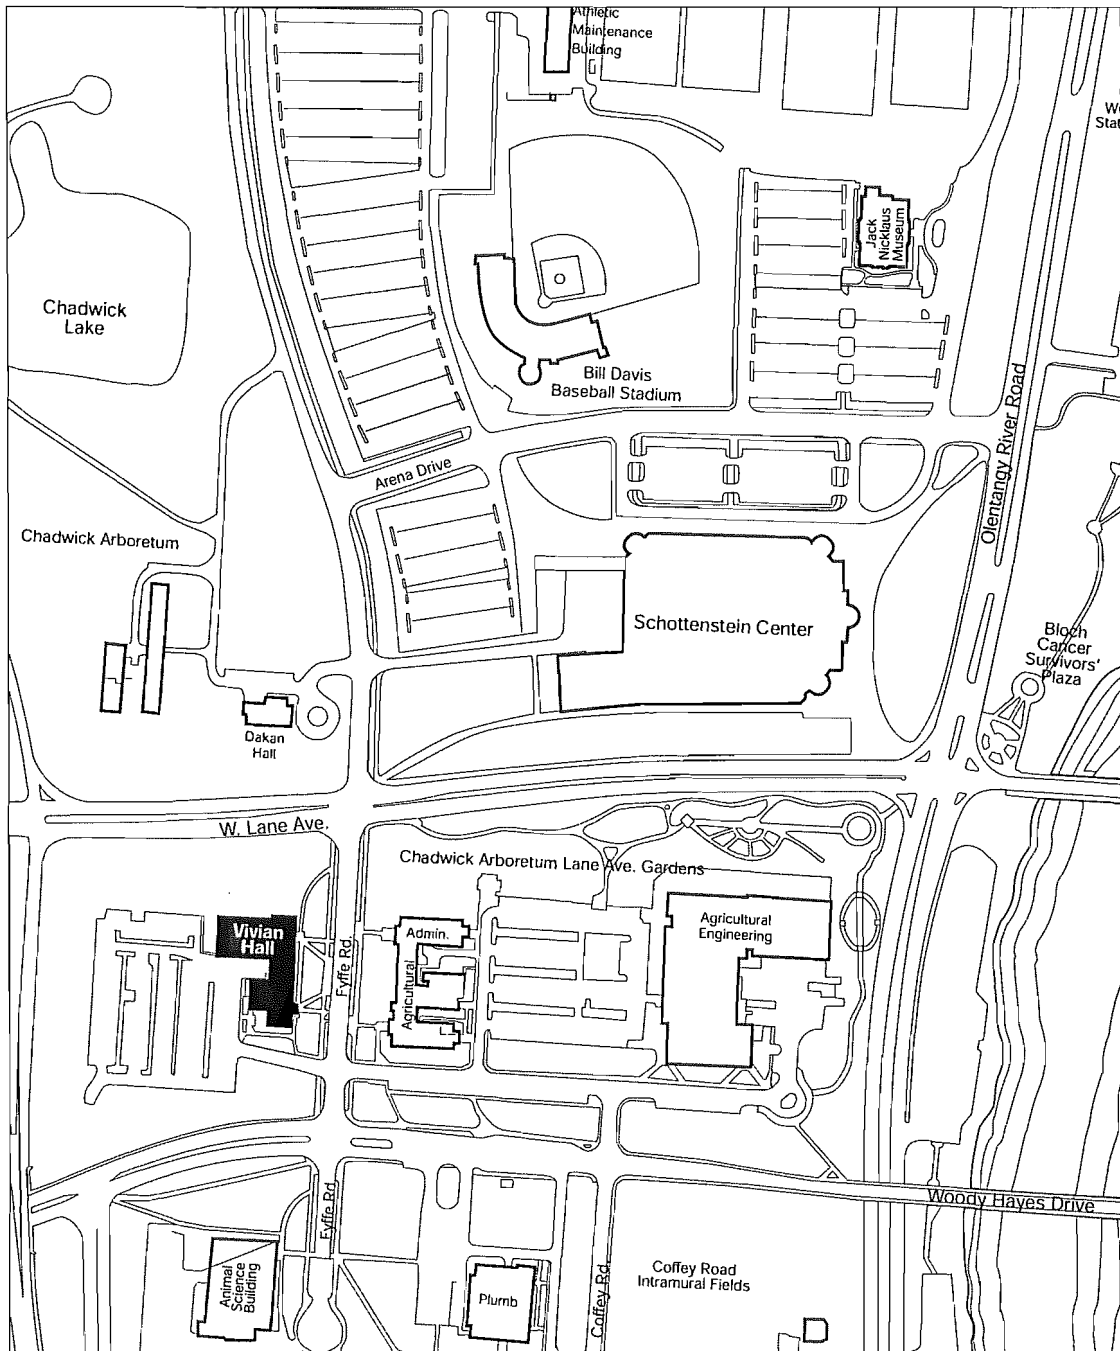 Athletic
Maintenance
Building
Jack
Nicklaus
Museum
Chadwick
Lake
Bill Davis
Baseball Stadium
Olentangy River Road
Arena Drive
Chadwick Arboretum
Schottenstein Center
Bloch
Cancer
Survivors'
Plaza
Dakan
Hall
W. Lane Ave.
Chadwick Arboretum Lane Ave. Gardens
Vivian
Hall
Fyffe Rd.
Admin.
Agricultural
Agricultural
Engineering
Woody Hayes Drive
Fyffe Rd.
Animal
Science
Building
Plumb
Coffey Rd.
Coffey Road
Intramural Fields